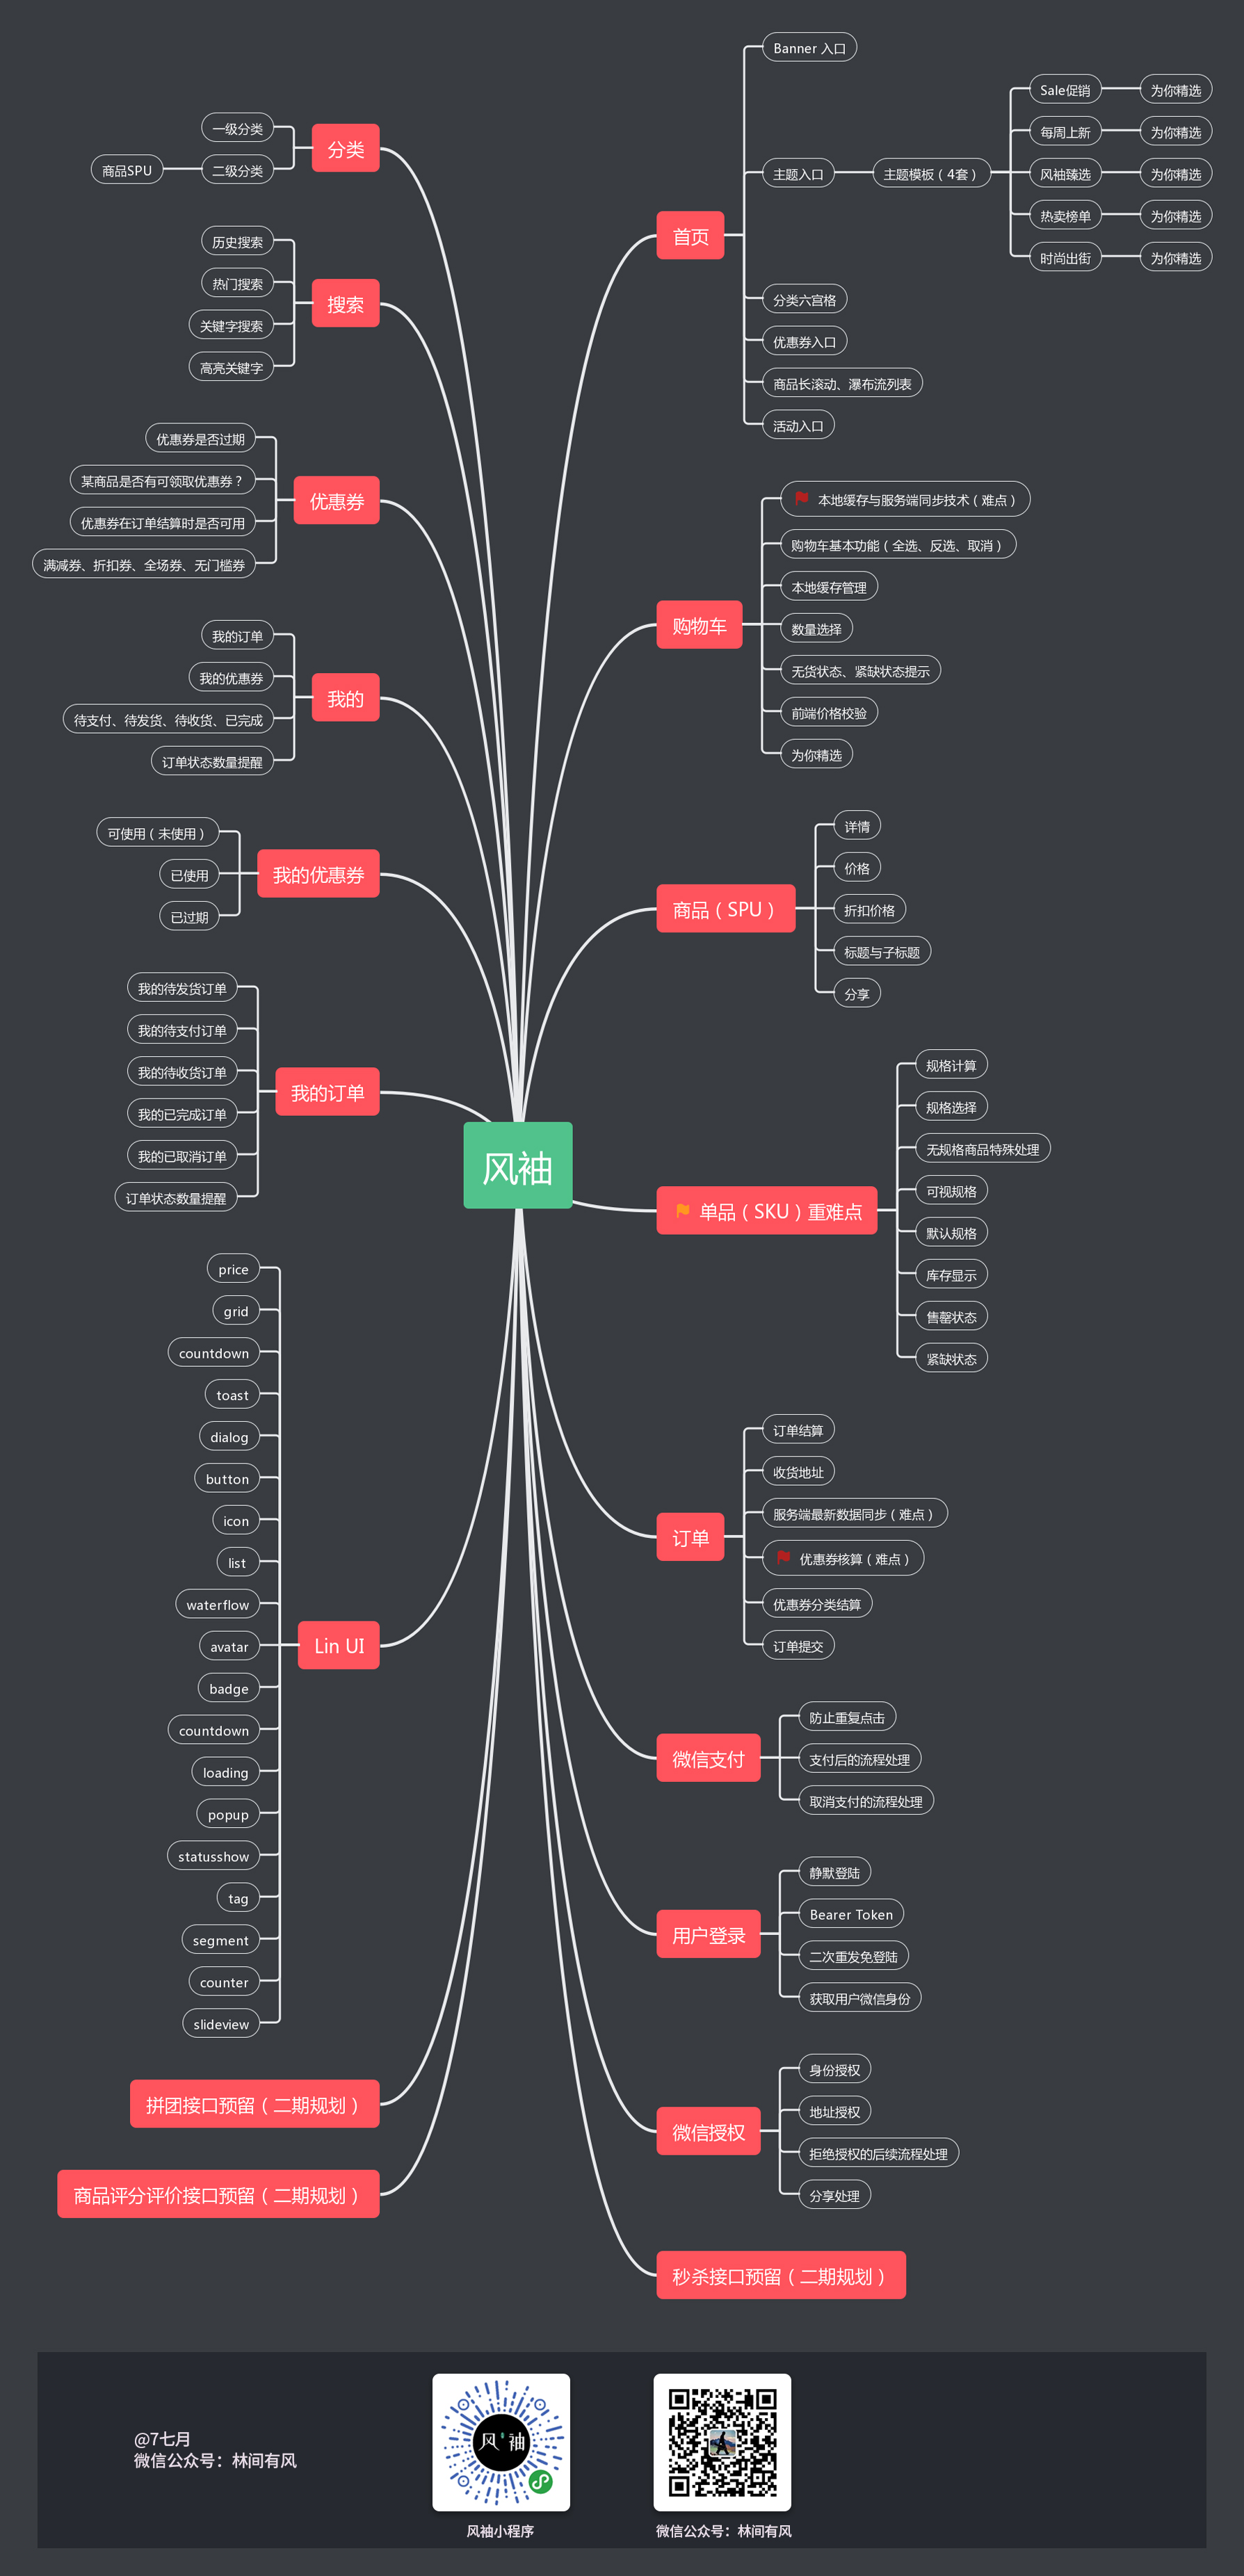 风袖
分类
一级分类
二级分类
商品SPU
搜索
历史搜索
热门搜索
关键字搜索
高亮关键字
优惠券
优惠券是否过期
某商品是否有可领取优惠券？
优惠券在订单结算时是否可用
满减券、折扣券、全场券、无门槛券
我的
我的订单
我的优惠券
待支付、待发货、待收货、已完成
订单状态数量提醒
我的优惠券
可使用（未使用）
已使用
已过期
我的订单
我的待发货订单
我的待支付订单
我的待收货订单
我的已完成订单
我的已取消订单
订单状态数量提醒
Lin UI
price
grid
countdown
toast
dialog
button
icon
list
waterflow
avatar
badge
countdown
loading
popup
statusshow
tag
segment
counter
slideview
拼团接口预留（二期规划）
商品评分评价接口预留（二期规划）
首页
Banner 入口
主题入口
主题模板（4套）
Sale促销
为你精选
每周上新
为你精选
风袖臻选
为你精选
热卖榜单
为你精选
时尚出街
为你精选
分类六宫格
优惠券入口
商品长滚动、瀑布流列表
活动入口
购物车
本地缓存与服务端同步技术（难点）
购物车基本功能（全选、反选、取消）
本地缓存管理
数量选择
无货状态、紧缺状态提示
前端价格校验
为你精选
商品（SPU）
详情
价格
折扣价格
标题与子标题
分享
单品（SKU）重难点
规格计算
规格选择
无规格商品特殊处理
可视规格
默认规格
库存显示
售罄状态
紧缺状态
订单
订单结算
收货地址
服务端最新数据同步（难点）
优惠券核算（难点）
优惠券分类结算
订单提交
微信支付
防止重复点击
支付后的流程处理
取消支付的流程处理
用户登录
静默登陆
Bearer Token
二次重发免登陆
获取用户微信身份
微信授权
身份授权
地址授权
拒绝授权的后续流程处理
分享处理
秒杀接口预留（二期规划）
@7七月
微信公众号：林间有风
风袖
风袖小程序
微信公众号：林间有风